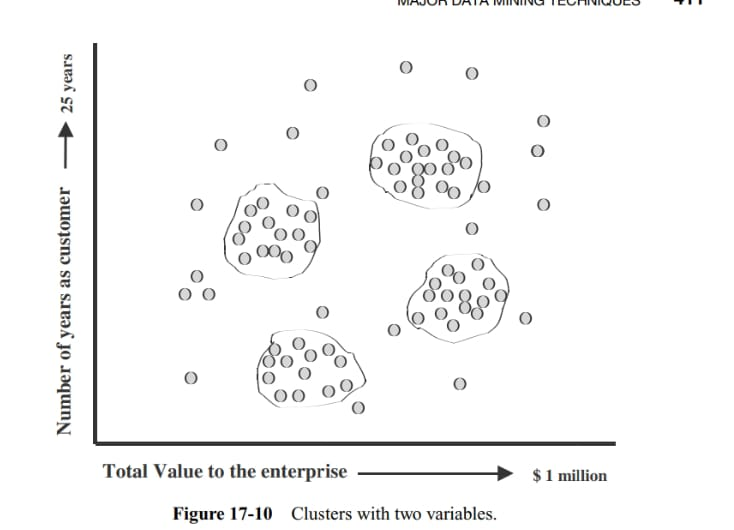 MAJOR DATA MINING TECHNIQUES 411
Number of years as customer
25 years
Total Value to the enterprise
$ 1 million
Figure 17-10 Clusters with two variables.